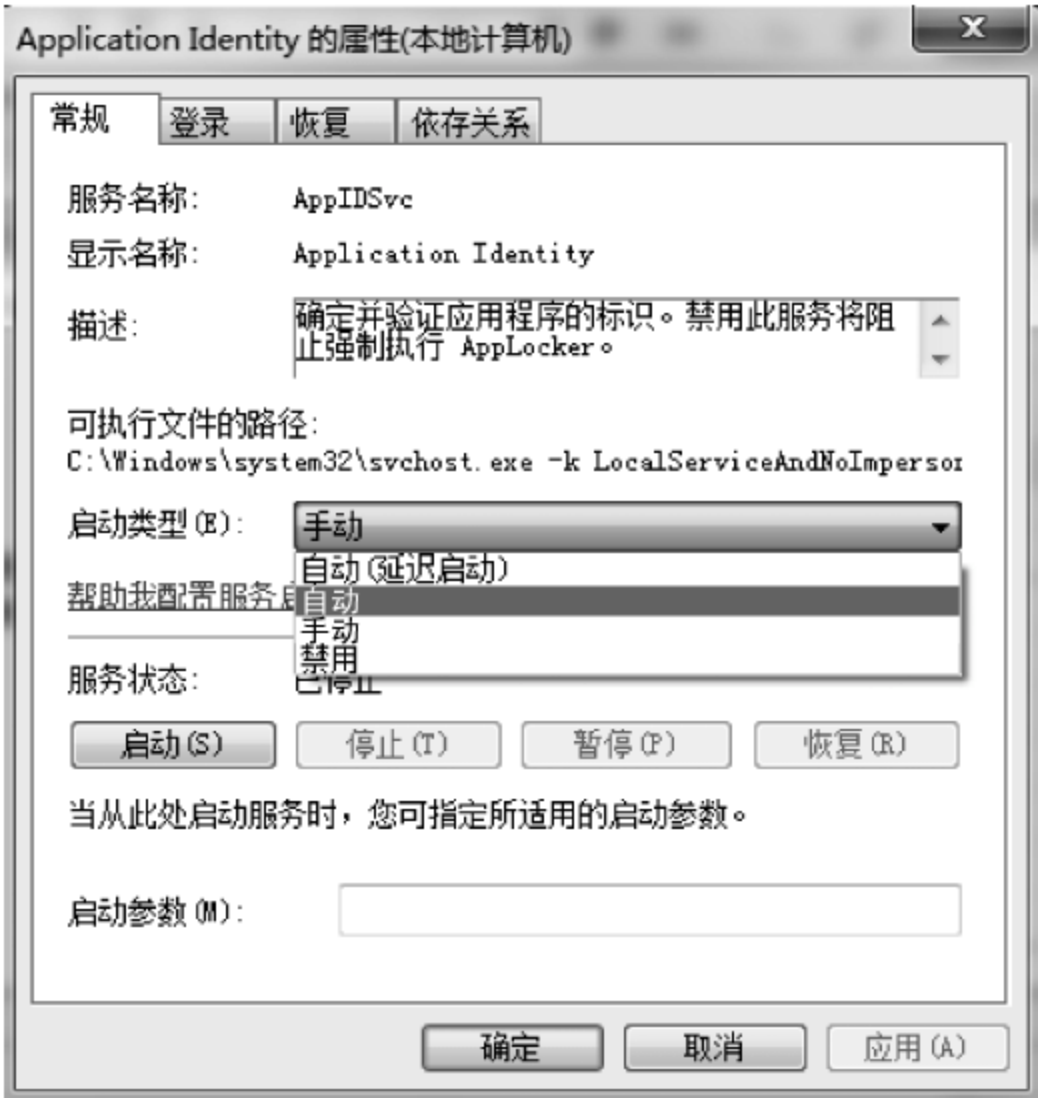 Application Identity 的属性(本地计算机)
常规 登录 恢复 依存关系
服务名称: AppIDSvc
显示名称: Application Identity
描述: 确定并验证应用程序的标识。禁用此服务将阻
止强制执行 AppLocker。
可执行文件的路径:
C:\Windows\system32\svchost.exe -k LocalServiceAndNoImperson
启动类型(E): 手动
自动(延迟启动)
帮助我配置服务启
自动
手动
禁用
服务状态: 已停止
启动(S) 停止(T) 暂停(P) 恢复(R)
当从此处启动服务时，您可指定所适用的启动参数。
启动参数(M):
确定 取消 应用(A)